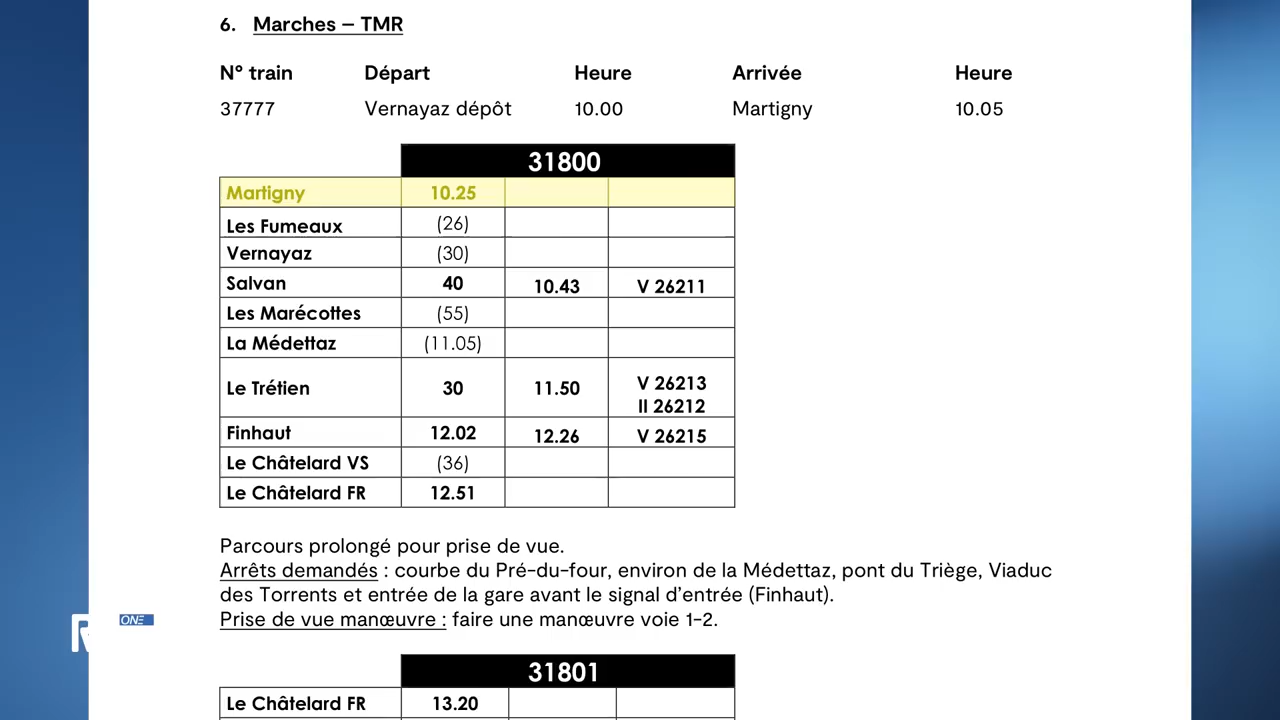 6. Marches – TMR
N° train Départ Heure Arrivée Heure
37777 Vernayaz dépôt 10.00 Martigny 10.05
31800
Martigny 10.25
Les Fumeaux (26)
Vernayaz (30)
Salvan 40 10.43 V 26211
Les Marécottes (55)
La Médettaz (11.05)
Le Trétien 30 11.50 V 26213
II 26212
Finhaut 12.02 12.26 V 26215
Le Châtelard VS (36)
Le Châtelard FR 12.51
Parcours prolongé pour prise de vue.
Arrêts demandés : courbe du Pré-du-four, environ de la Médettaz, pont du Triège, Viaduc
des Torrents et entrée de la gare avant le signal d’entrée (Finhaut).
Prise de vue manœuvre : faire une manœuvre voie 1-2.
ONE
31801
Le Châtelard FR 13.20